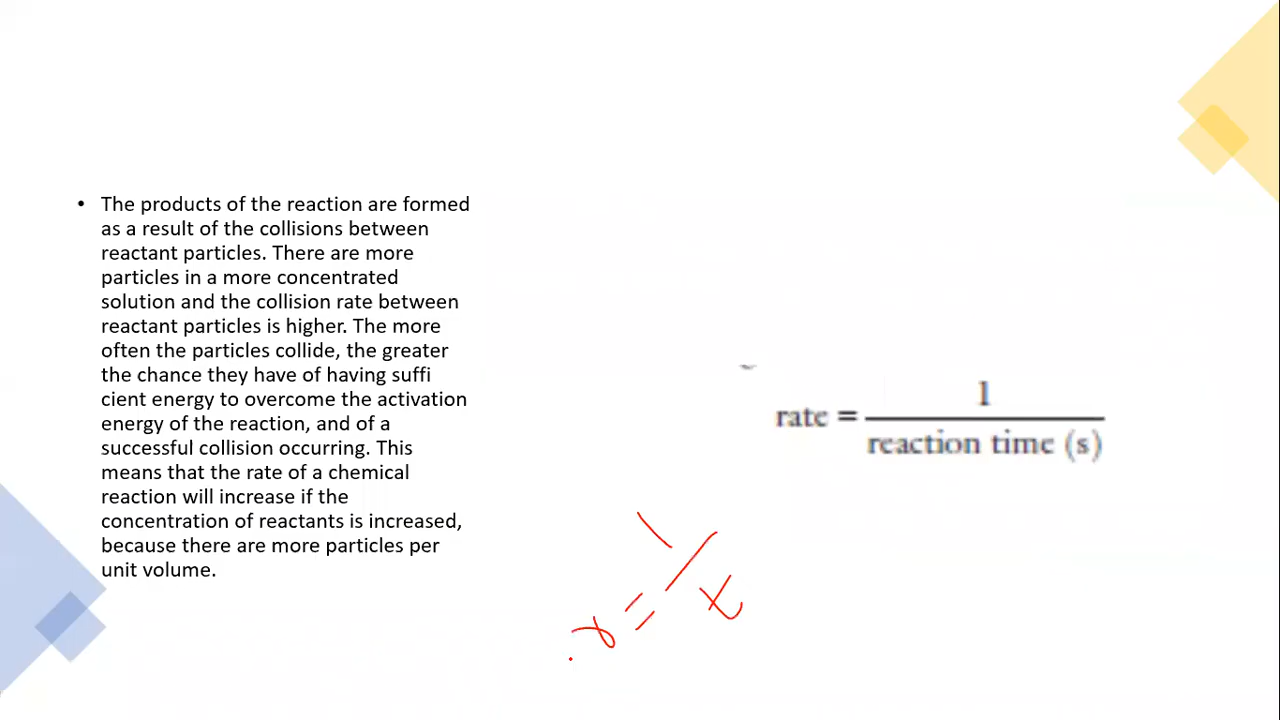 • The products of the reaction are formed
as a result of the collisions between
reactant particles. There are more
particles in a more concentrated
solution and the collision rate between
reactant particles is higher. The more
often the particles collide, the greater
the chance they have of having suffi
cient energy to overcome the activation
energy of the reaction, and of a
successful collision occurring. This
means that the rate of a chemical
reaction will increase if the
concentration of reactants is increased,
because there are more particles per
unit volume.
rate = 1 / reaction time (s)
r = 1 / t